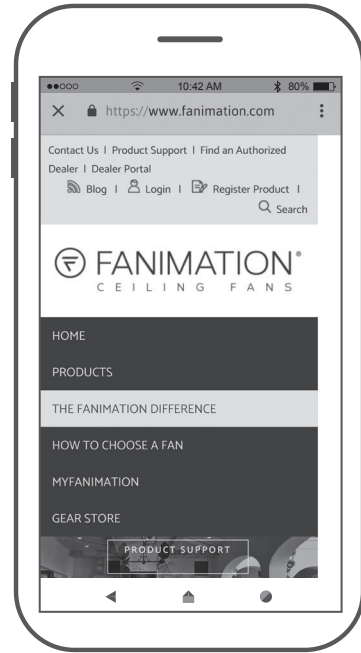 10:42 AM 80%
https://www.fanimation.com
Contact Us | Product Support | Find an Authorized
Dealer | Dealer Portal
Blog | Login | Register Product |
Search
FANIMATION®
CEILING FANS
HOME
PRODUCTS
THE FANIMATION DIFFERENCE
HOW TO CHOOSE A FAN
MYFANIMATION
GEAR STORE
PRODUCT SUPPORT